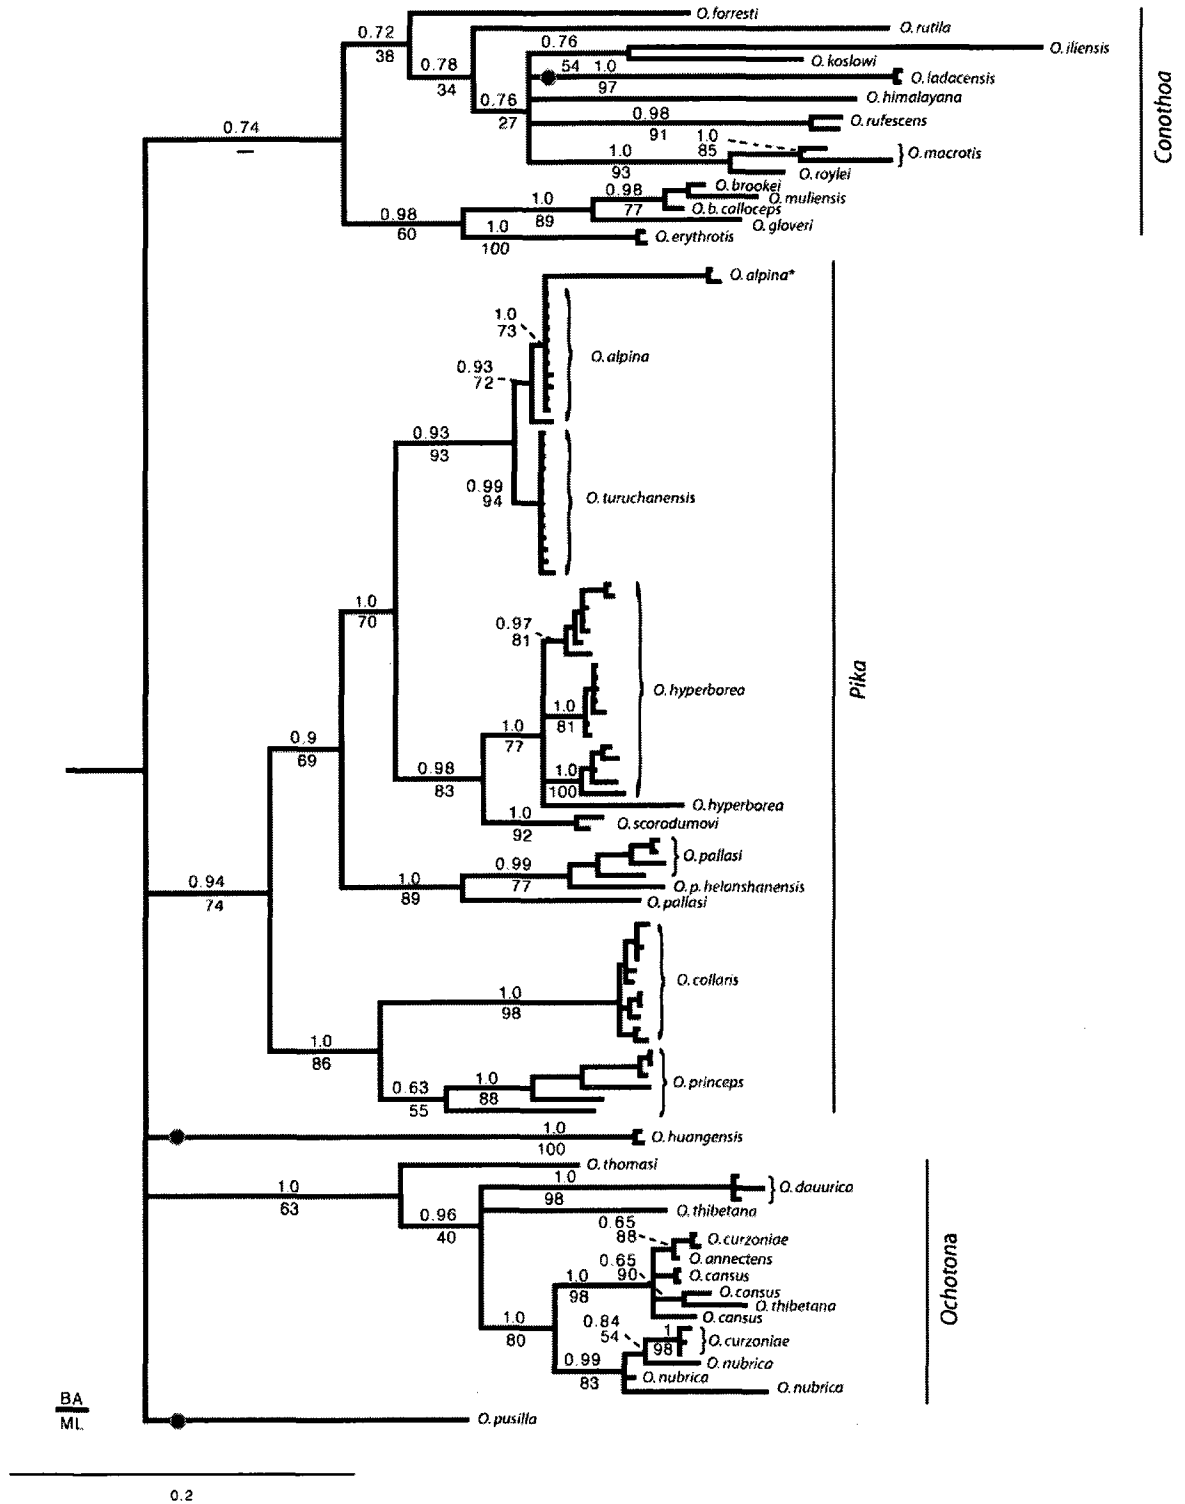 O. forresti
0.72
38
O. rutila
0.76
O. iliensis
0.78
34
54
1.0
O. koslowi
O. ladacensis
97
0.76
27
O. himalayana
0.98
O. rufescens
91
1.0
85
0.74
—
1.0
O. macrotis
93
O. roylei
Conothoa
0.98
O. brookei
O. muliensis
1.0
77
O. b. calloceps
0.98
60
89
O. gloveri
1.0
O. erythrotis
100
O. alpina*
1.0
73
O. alpina
0.93
72
0.93
93
0.99
94
O. turuchanensis
1.0
70
0.97
81
O. hyperborea
Pika
1.0
81
1.0
77
0.9
69
0.98
83
1.0
100
O. hyperborea
1.0
O. scorodumovi
92
0.99
O. pallasi
77
1.0
89
O. p. helanshanensis
O. pallasi
0.94
74
O. collaris
1.0
98
1.0
86
1.0
O. princeps
0.63
88
55
1.0
O. huangensis
100
O. thomasi
1.0
O. dauurica
1.0
63
98
0.96
40
O. thibetana
0.65
88
O. curzoniae
O. annectens
0.65
90
O. cansus
1.0
98
O. cansus
O. thibetana
O. cansus
Ochotona
1.0
80
0.84
54
1
98
O. curzoniae
0.99
83
O. nubrica
O. nubrica
O. nubrica
BA
ML
O. pusilla
0.2